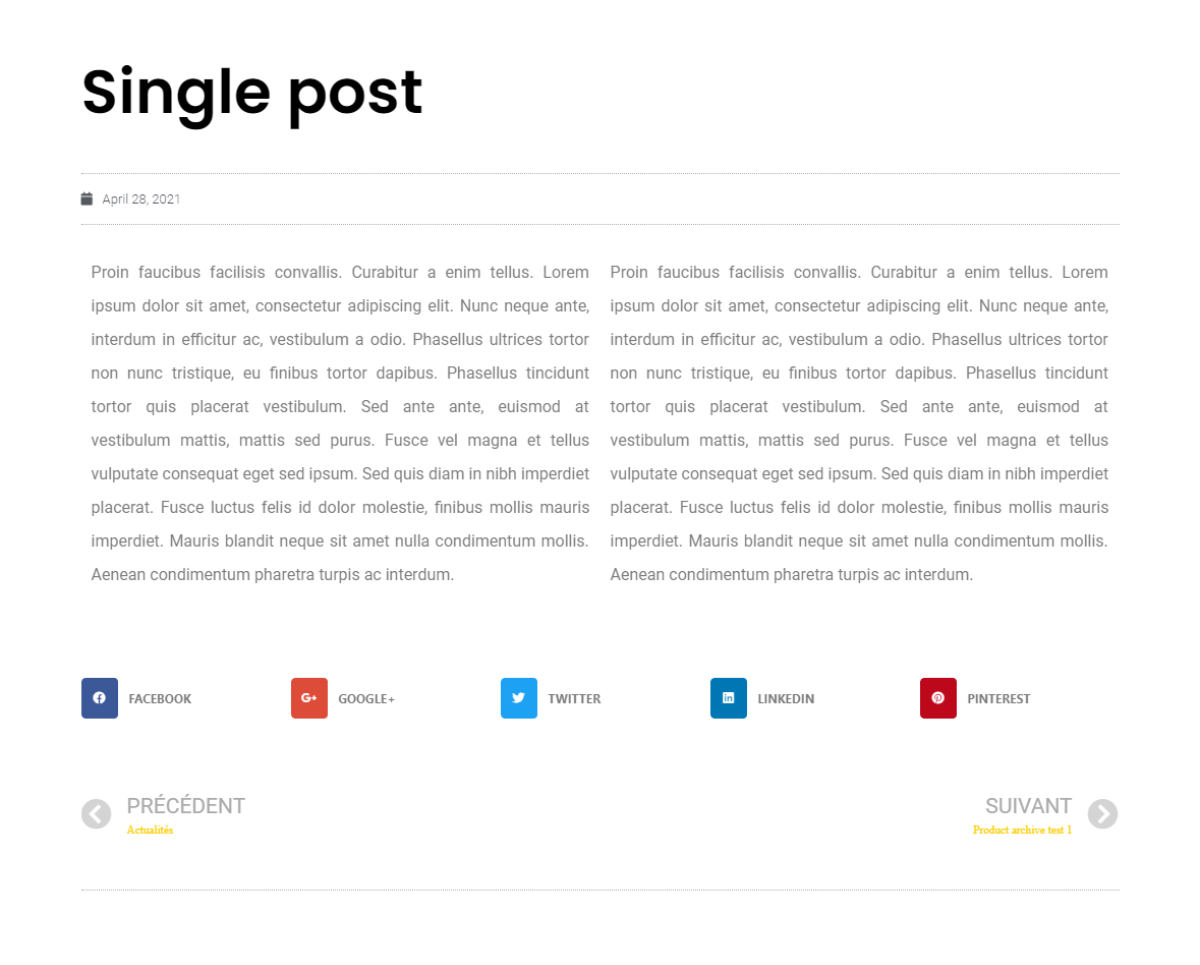 Single post
April 28, 2021
Proin faucibus facilisis convallis. Curabitur a enim tellus. Lorem
ipsum dolor sit amet, consectetur adipiscing elit. Nunc neque ante,
interdum in efficitur ac, vestibulum a odio. Phasellus ultrices tortor
non nunc tristique, eu finibus tortor dapibus. Phasellus tincidunt
tortor quis placerat vestibulum. Sed ante ante, euismod at
vestibulum mattis, mattis sed purus. Fusce vel magna et tellus
vulputate consequat eget sed ipsum. Sed quis diam in nibh imperdiet
placerat. Fusce luctus felis id dolor molestie, finibus mollis mauris
imperdiet. Mauris blandit neque sit amet nulla condimentum mollis.
Aenean condimentum pharetra turpis ac interdum.
Proin faucibus facilisis convallis. Curabitur a enim tellus. Lorem
ipsum dolor sit amet, consectetur adipiscing elit. Nunc neque ante,
interdum in efficitur ac, vestibulum a odio. Phasellus ultrices tortor
non nunc tristique, eu finibus tortor dapibus. Phasellus tincidunt
tortor quis placerat vestibulum. Sed ante ante, euismod at
vestibulum mattis, mattis sed purus. Fusce vel magna et tellus
vulputate consequat eget sed ipsum. Sed quis diam in nibh imperdiet
placerat. Fusce luctus felis id dolor molestie, finibus mollis mauris
imperdiet. Mauris blandit neque sit amet nulla condimentum mollis.
Aenean condimentum pharetra turpis ac interdum.
FACEBOOK
GOOGLE+
TWITTER
LINKEDIN
PINTEREST
PRÉCÉDENT
Actualités
SUIVANT
Product archive test 1